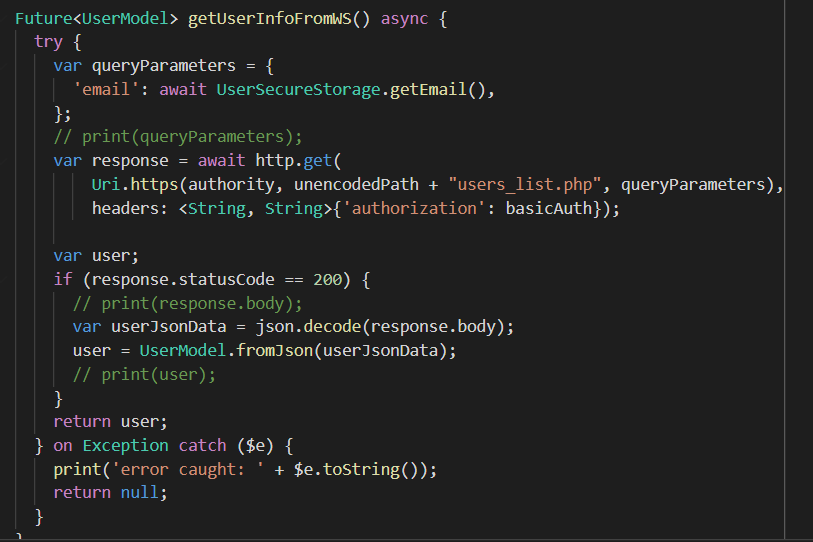 Future<UserModel> getUserInfoFromWS() async {
  try {
    var queryParameters = {
      'email': await UserSecureStorage.getEmail(),
    };
    // print(queryParameters);
    var response = await http.get(
        Uri.https(authority, unencodedPath + "users_list.php", queryParameters),
        headers: <String, String>{'authorization': basicAuth});

    var user;
    if (response.statusCode == 200) {
      // print(response.body);
      var userJsonData = json.decode(response.body);
      user = UserModel.fromJson(userJsonData);
      // print(user);
    }
    return user;
  } on Exception catch ($e) {
    print('error caught: ' + $e.toString());
    return null;
  }
}